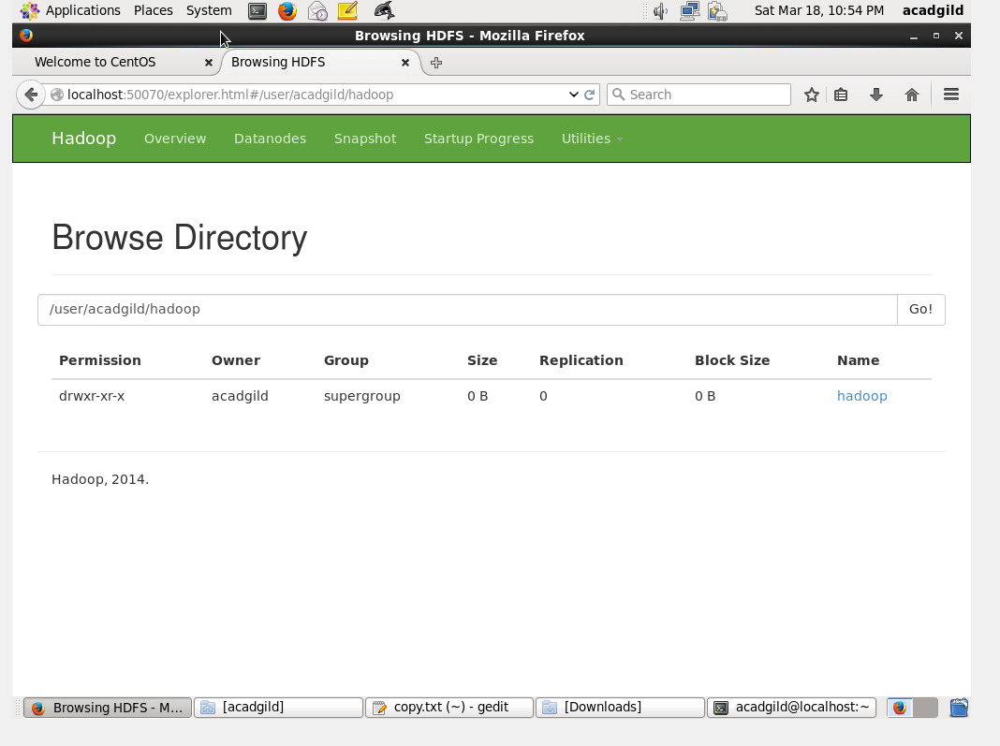 Applications Places System Sat Mar 18, 10:54 PM acadgild
Browsing HDFS - Mozilla Firefox
Welcome to CentOS Browsing HDFS
localhost:50070/explorer.html#/user/acadgild/hadoop Search
Hadoop Overview Datanodes Snapshot Startup Progress Utilities
Browse Directory
/user/acadgild/hadoop Go!
Permission Owner Group Size Replication Block Size Name
drwxr-xr-x acadgild supergroup 0 B 0 0 B hadoop
Hadoop, 2014.
Browsing HDFS - M... [acadgild] copy.txt (~) - gedit [Downloads] acadgild@localhost:~